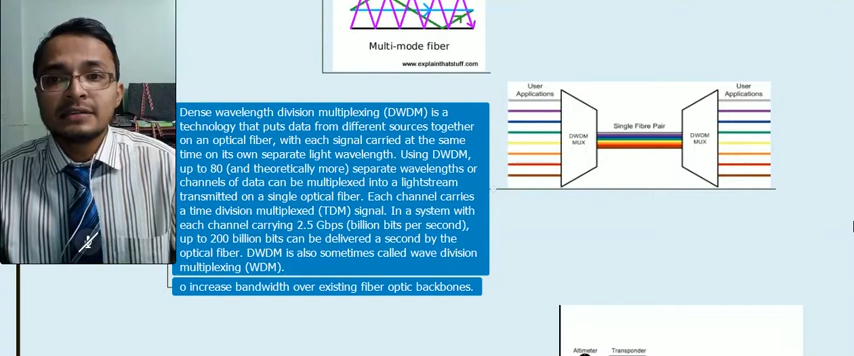 Multi-mode fiber
www.explainthatstuff.com
User
Applications
User
Applications
Single Fibre Pair
DWDM
MUX
DWDM
MUX
Dense wavelength division multiplexing (DWDM) is a
technology that puts data from different sources together
on an optical fiber, with each signal carried at the same
time on its own separate light wavelength. Using DWDM,
up to 80 (and theoretically more) separate wavelengths or
channels of data can be multiplexed into a lightstream
transmitted on a single optical fiber. Each channel carries
a time division multiplexed (TDM) signal. In a system with
each channel carrying 2.5 Gbps (billion bits per second),
up to 200 billion bits can be delivered a second by the
optical fiber. DWDM is also sometimes called wave division
multiplexing (WDM).
o increase bandwidth over existing fiber optic backbones.
Altimeter
Transponder